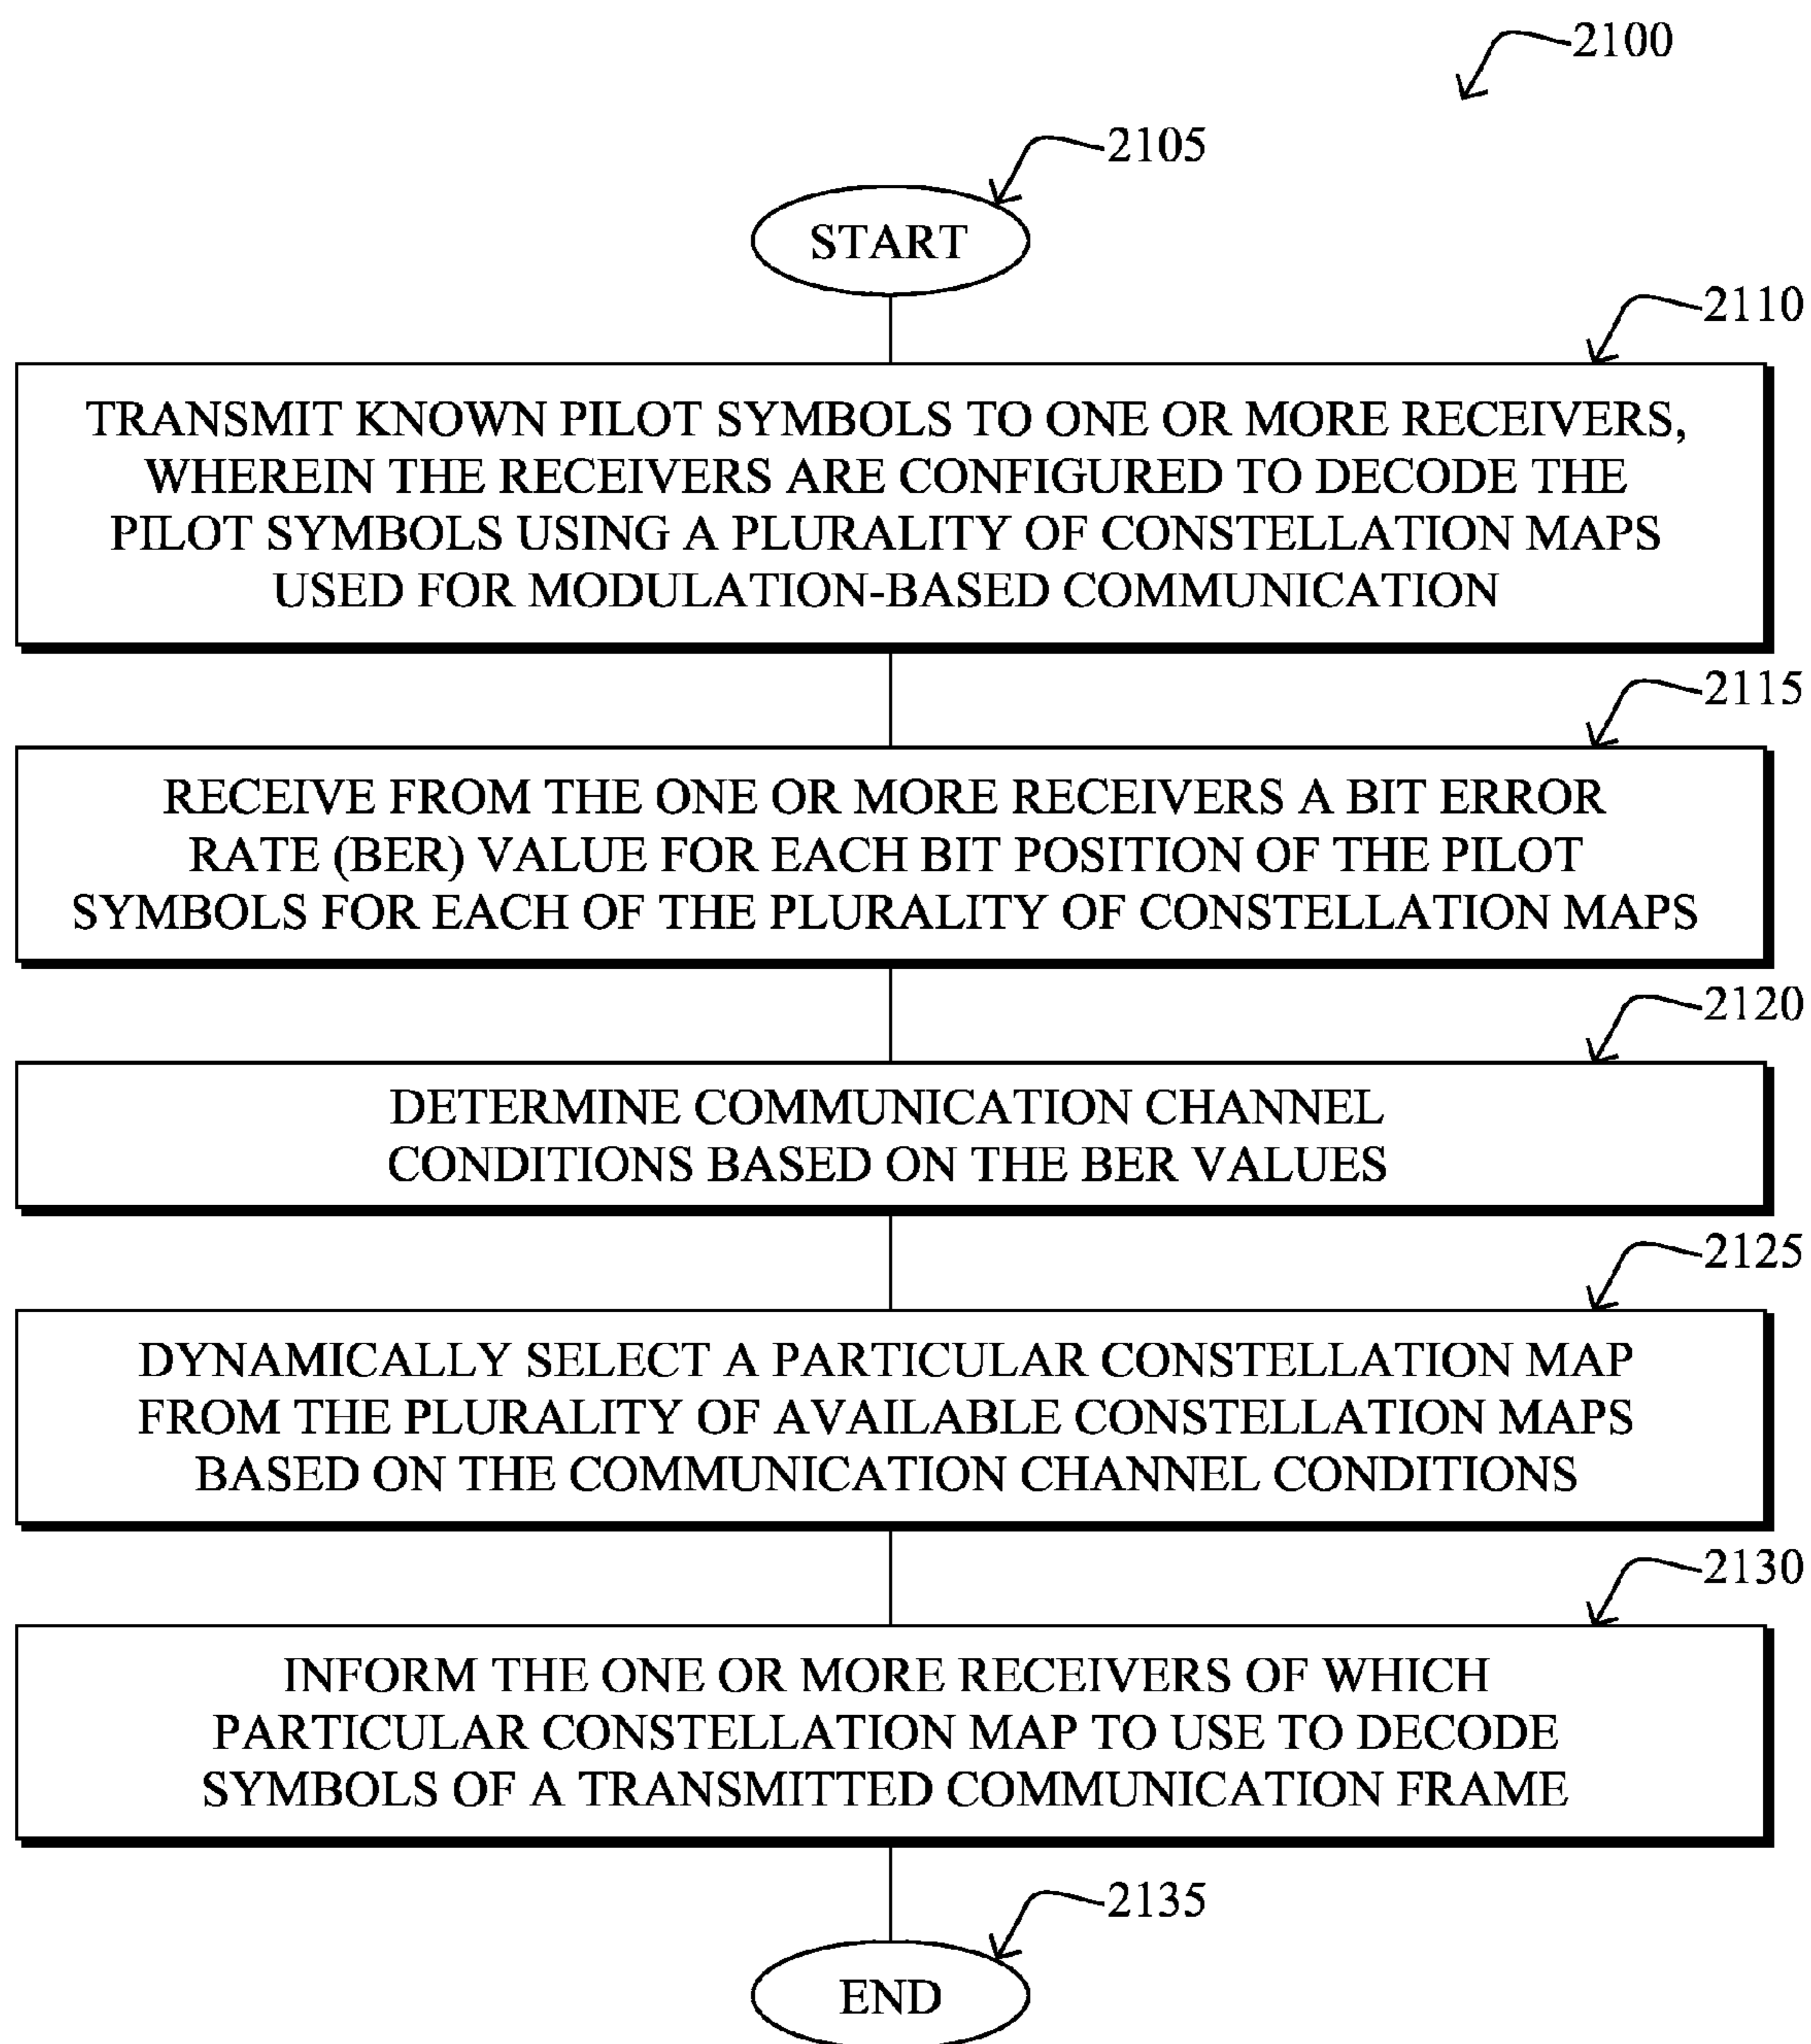 2100
2105
START
2110
TRANSMIT KNOWN PILOT SYMBOLS TO ONE OR MORE RECEIVERS,
WHEREIN THE RECEIVERS ARE CONFIGURED TO DECODE THE
PILOT SYMBOLS USING A PLURALITY OF CONSTELLATION MAPS
USED FOR MODULATION-BASED COMMUNICATION
2115
RECEIVE FROM THE ONE OR MORE RECEIVERS A BIT ERROR
RATE (BER) VALUE FOR EACH BIT POSITION OF THE PILOT
SYMBOLS FOR EACH OF THE PLURALITY OF CONSTELLATION MAPS
2120
DETERMINE COMMUNICATION CHANNEL
CONDITIONS BASED ON THE BER VALUES
2125
DYNAMICALLY SELECT A PARTICULAR CONSTELLATION MAP
FROM THE PLURALITY OF AVAILABLE CONSTELLATION MAPS
BASED ON THE COMMUNICATION CHANNEL CONDITIONS
2130
INFORM THE ONE OR MORE RECEIVERS OF WHICH
PARTICULAR CONSTELLATION MAP TO USE TO DECODE
SYMBOLS OF A TRANSMITTED COMMUNICATION FRAME
2135
END